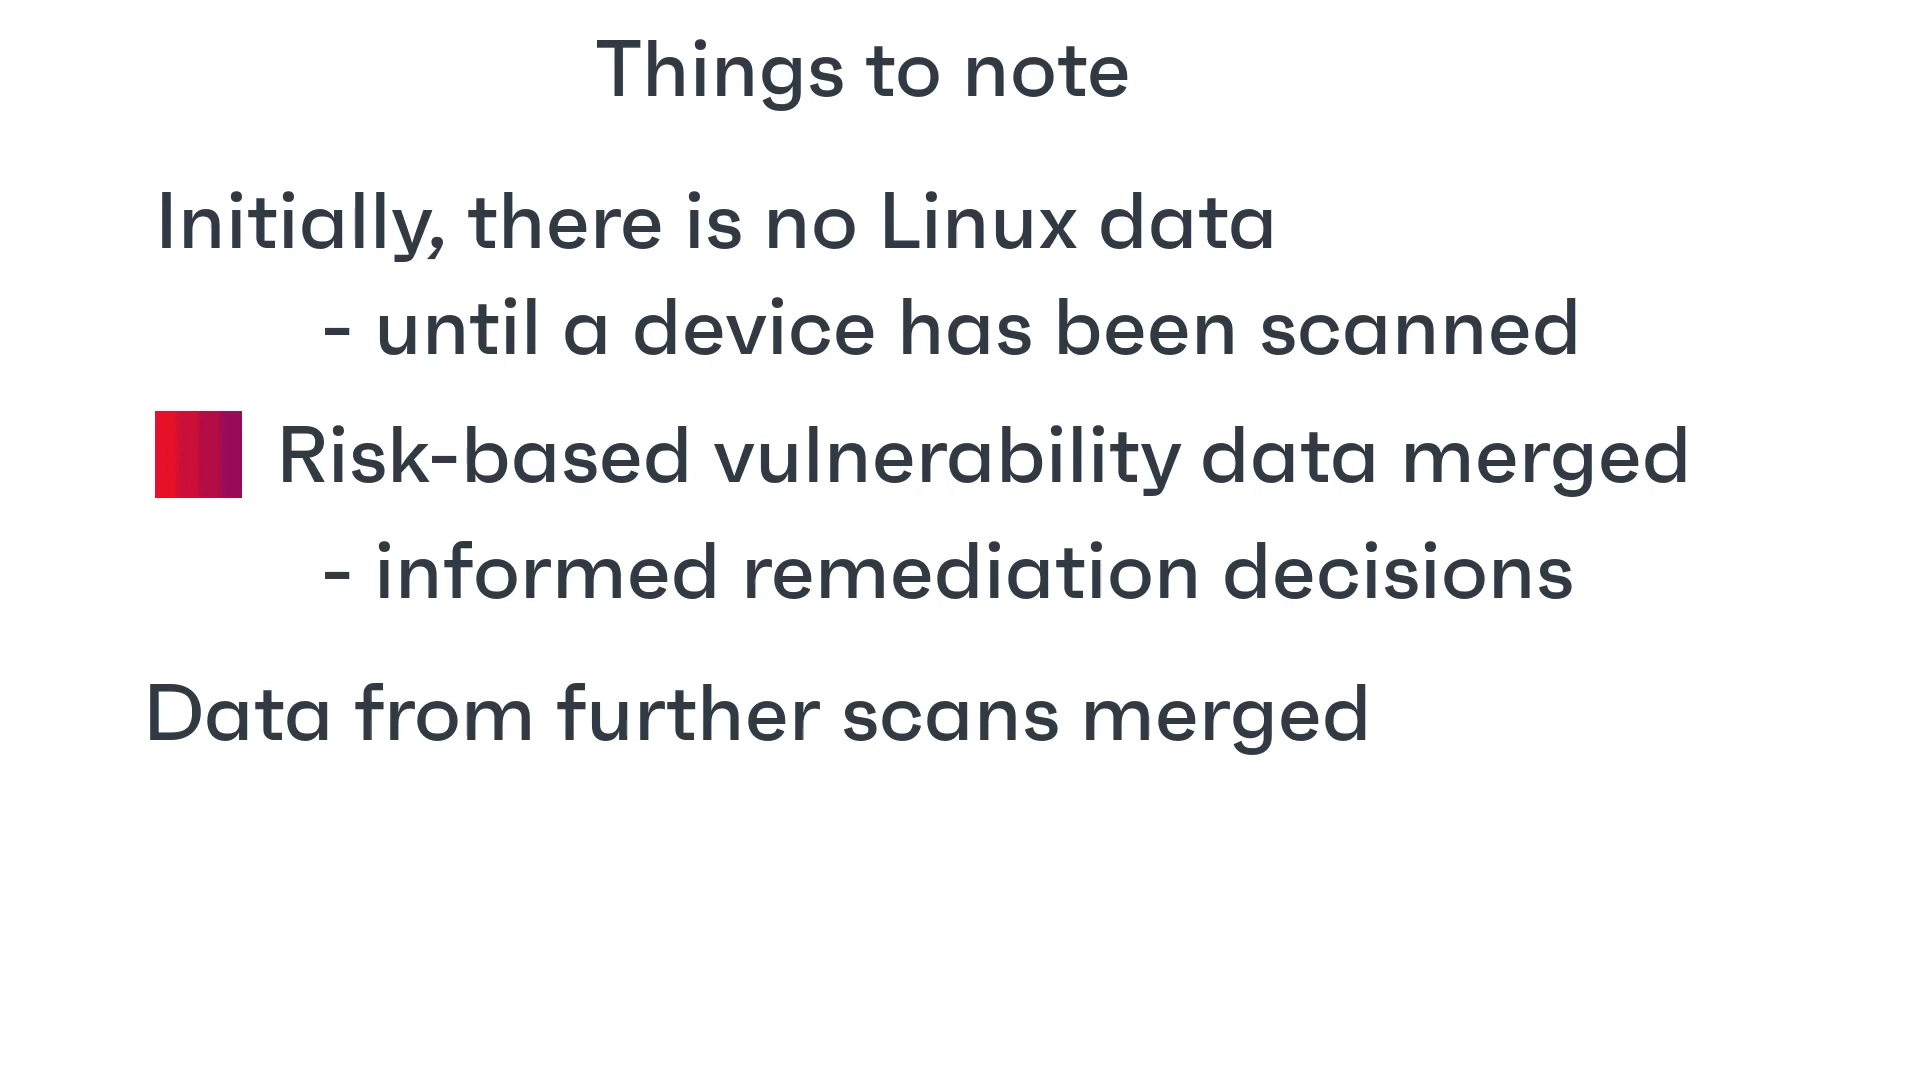 Things to note
Initially, there is no Linux data
- until a device has been scanned
Risk-based vulnerability data merged
- informed remediation decisions
Data from further scans merged